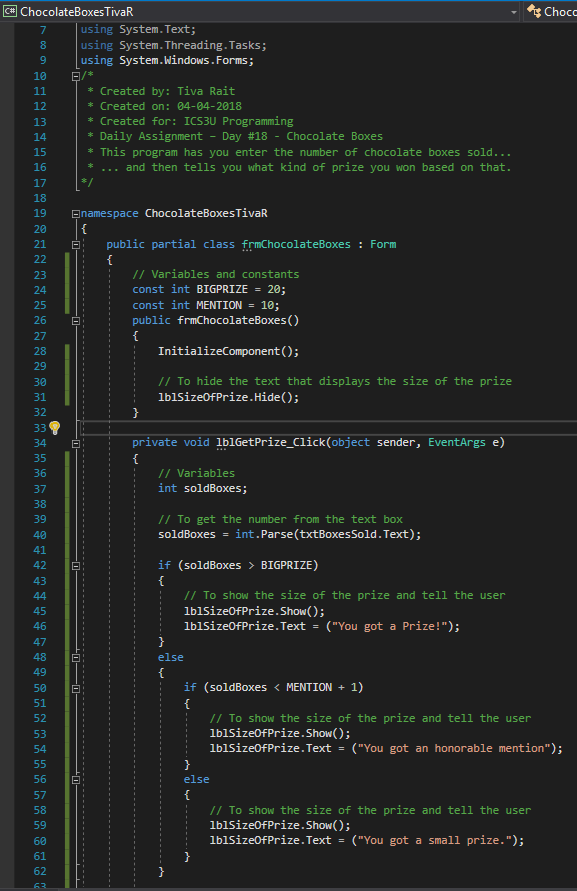 C# ChocolateBoxesTivaR Choco
7 using System.Text;
8 using System.Threading.Tasks;
9 using System.Windows.Forms;
10 /*
11 * Created by: Tiva Rait
12 * Created on: 04-04-2018
13 * Created for: ICS3U Programming
14 * Daily Assignment – Day #18 - Chocolate Boxes
15 * This program has you enter the number of chocolate boxes sold...
16 * ... and then tells you what kind of prize you won based on that.
17 */
18
19 namespace ChocolateBoxesTivaR
20 {
21 public partial class frmChocolateBoxes : Form
22 {
23 // Variables and constants
24 const int BIGPRIZE = 20;
25 const int MENTION = 10;
26 public frmChocolateBoxes()
27 {
28 InitializeComponent();
29
30 // To hide the text that displays the size of the prize
31 lblSizeOfPrize.Hide();
32 }
33
34 private void lblGetPrize_Click(object sender, EventArgs e)
35 {
36 // Variables
37 int soldBoxes;
38
39 // To get the number from the text box
40 soldBoxes = int.Parse(txtBoxesSold.Text);
41
42 if (soldBoxes > BIGPRIZE)
43 {
44 // To show the size of the prize and tell the user
45 lblSizeOfPrize.Show();
46 lblSizeOfPrize.Text = ("You got a Prize!");
47 }
48 else
49 {
50 if (soldBoxes < MENTION + 1)
51 {
52 // To show the size of the prize and tell the user
53 lblSizeOfPrize.Show();
54 lblSizeOfPrize.Text = ("You got an honorable mention");
55 }
56 else
57 {
58 // To show the size of the prize and tell the user
59 lblSizeOfPrize.Show();
60 lblSizeOfPrize.Text = ("You got a small prize.");
61 }
62 }
63